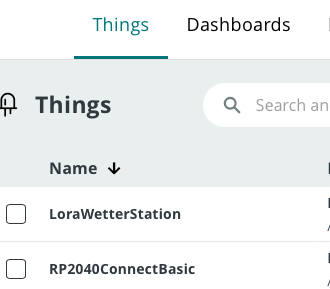 Things Dashboards
Things
Search an
Name
LoraWetterStation
RP2040ConnectBasic